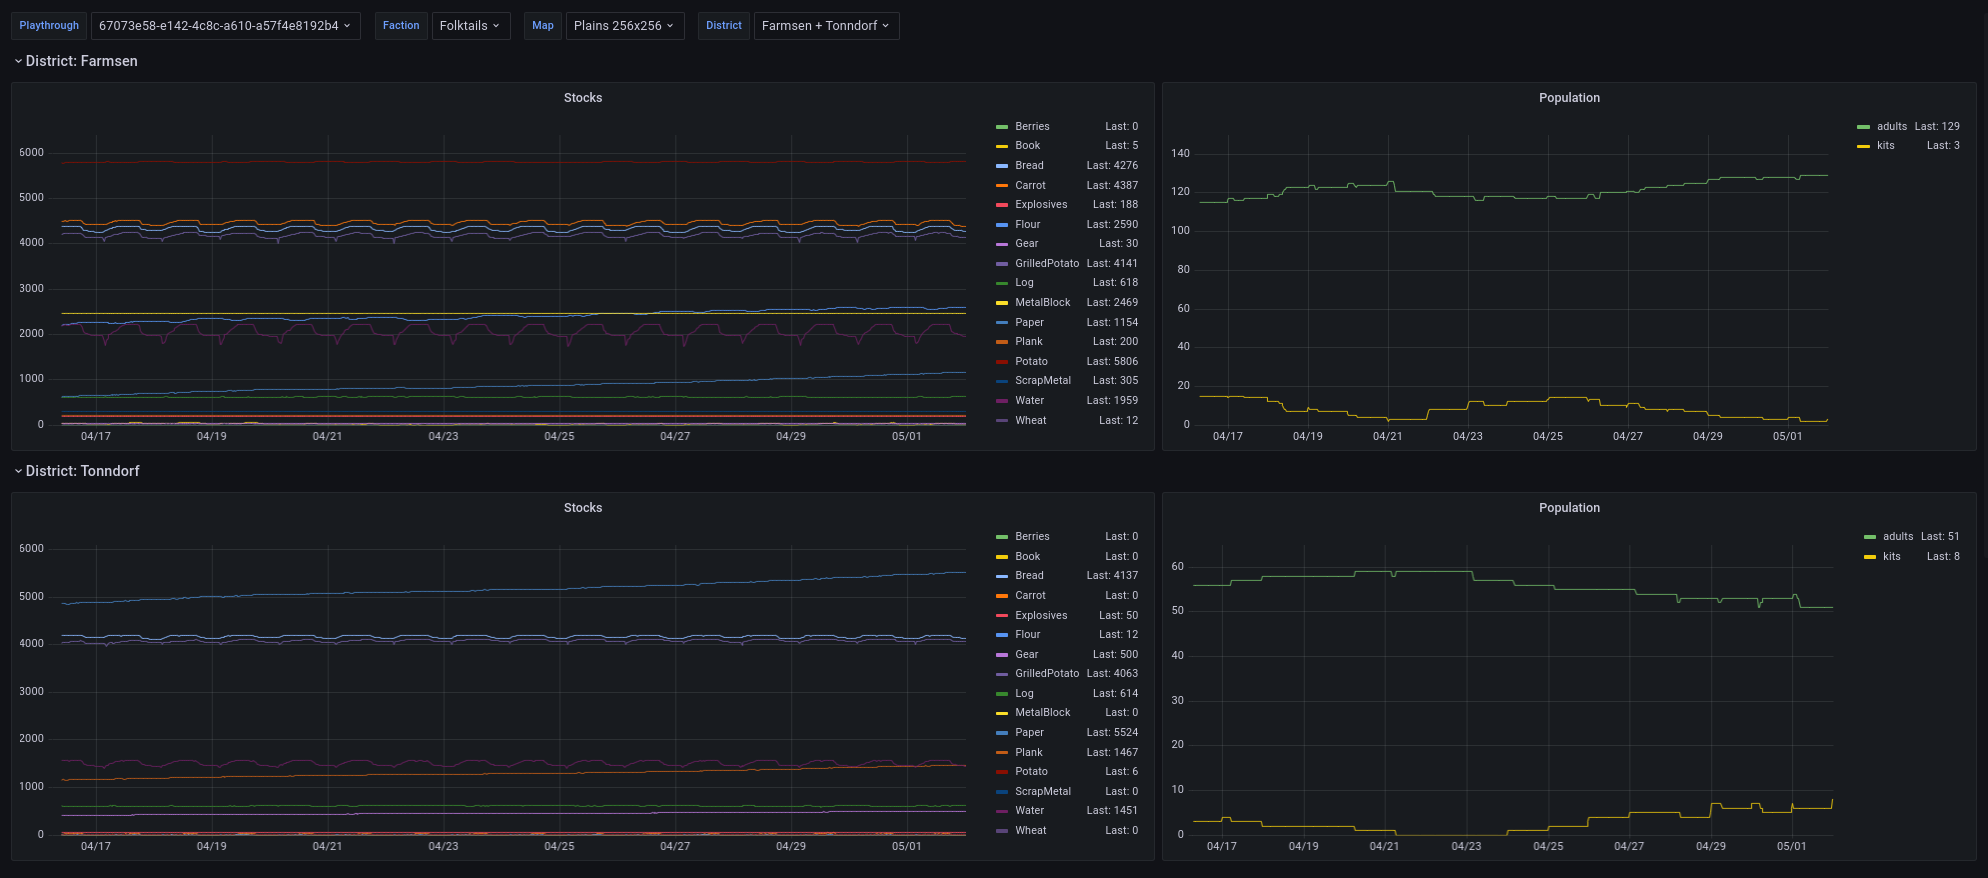 Playthrough 67073e58-e142-4c8c-a610-a57f4e8192b4 Faction Folktails Map Plains 256x256 District Farmsen + Tonndorf
District: Farmsen
Stocks
6000
5000
4000
3000
2000
1000
0
04/17 04/19 04/21 04/23 04/25 04/27 04/29 05/01
Berries Last: 0
Book Last: 5
Bread Last: 4276
Carrot Last: 4387
Explosives Last: 188
Flour Last: 2590
Gear Last: 30
GrilledPotato Last: 4141
Log Last: 618
MetalBlock Last: 2469
Paper Last: 1154
Plank Last: 200
Potato Last: 5806
ScrapMetal Last: 305
Water Last: 1959
Wheat Last: 12
Population
140
120
100
80
60
40
20
0
04/17 04/19 04/21 04/23 04/25 04/27 04/29 05/01
adults Last: 129
kits Last: 3
District: Tonndorf
Stocks
6000
5000
4000
3000
2000
1000
0
04/17 04/19 04/21 04/23 04/25 04/27 04/29 05/01
Berries Last: 0
Book Last: 0
Bread Last: 4137
Carrot Last: 0
Explosives Last: 50
Flour Last: 12
Gear Last: 500
GrilledPotato Last: 4063
Log Last: 614
MetalBlock Last: 0
Paper Last: 5524
Plank Last: 1467
Potato Last: 6
ScrapMetal Last: 0
Water Last: 1451
Wheat Last: 0
Population
60
50
40
30
20
10
0
04/17 04/19 04/21 04/23 04/25 04/27 04/29 05/01
adults Last: 51
kits Last: 8